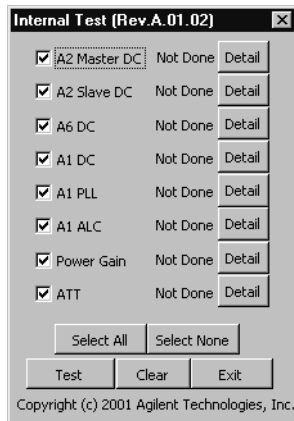 Internal Test (Rev.A.01.02)
A2 Master DC Not Done Detail
A2 Slave DC Not Done Detail
A6 DC Not Done Detail
A1 DC Not Done Detail
A1 PLL Not Done Detail
A1 ALC Not Done Detail
Power Gain Not Done Detail
ATT Not Done Detail
Select All Select None
Test Clear Exit
Copyright (c) 2001 Agilent Technologies, Inc.